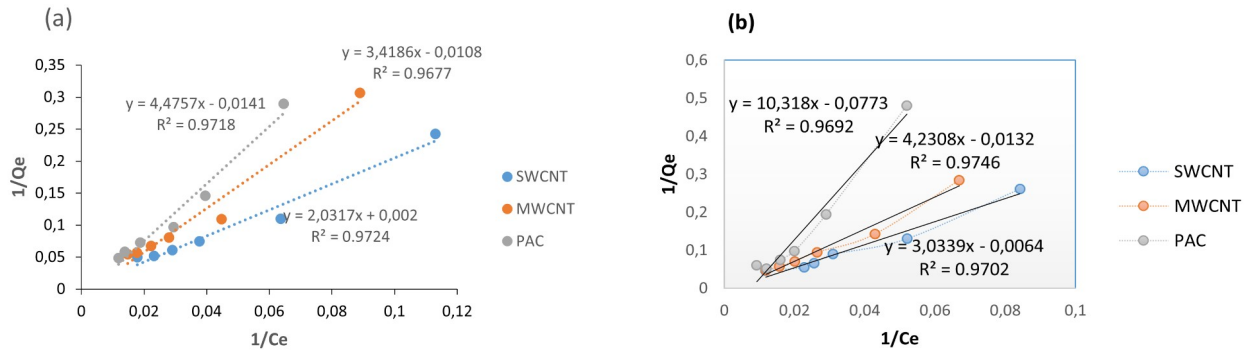 (a)
y = 3,4186x - 0,0108
R² = 0.9677
y = 4,4757x - 0,0141
R² = 0.9718
y = 2,0317x + 0,002
R² = 0.9724
0,35
0,3
0,25
0,2
0,15
0,1
0,05
0
1/Qe
0
0,02
0,04
0,06
0,08
0,1
0,12
1/Ce
SWCNT
MWCNT
PAC
(b)
y = 10,318x - 0,0773
R² = 0.9692
y = 4,2308x - 0,0132
R² = 0.9746
y = 3,0339x - 0,0064
R² = 0.9702
0,6
0,5
0,4
0,3
0,2
0,1
0
1/Qe
0
0,02
0,04
0,06
0,08
0,1
1/Ce
SWCNT
MWCNT
PAC